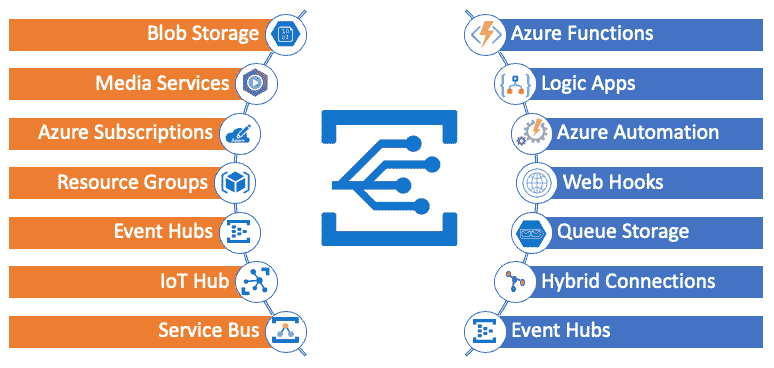 Blob Storage
Media Services
Azure Subscriptions
Resource Groups
Event Hubs
IoT Hub
Service Bus
Azure Functions
Logic Apps
Azure Automation
Web Hooks
Queue Storage
Hybrid Connections
Event Hubs